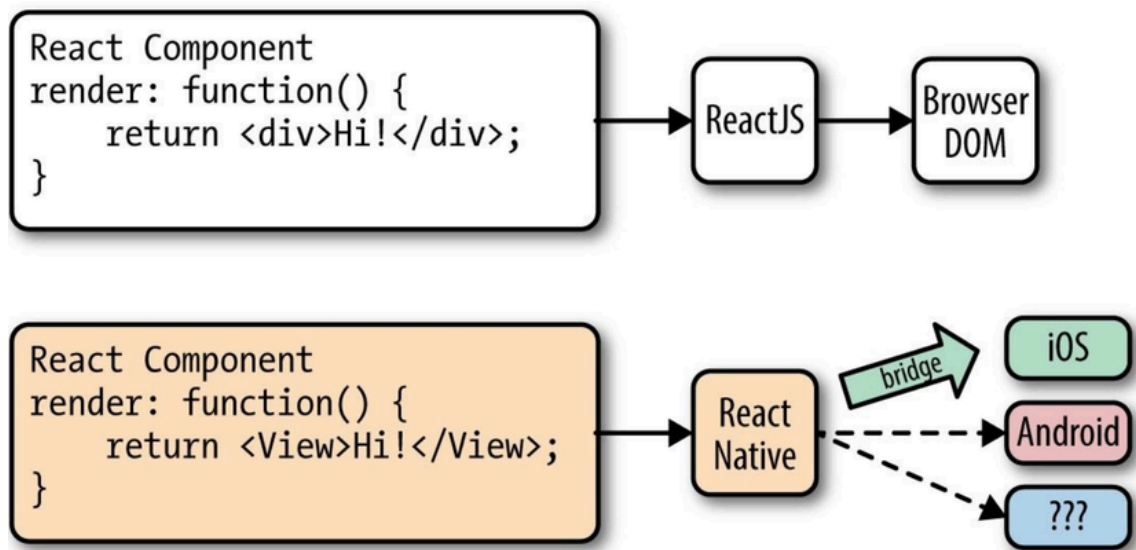 React Component
render: function() {
    return <div>Hi!</div>;
}
ReactJS
Browser
DOM
React Component
render: function() {
    return <View>Hi!</View>;
}
React
Native
bridge
iOS
Android
???